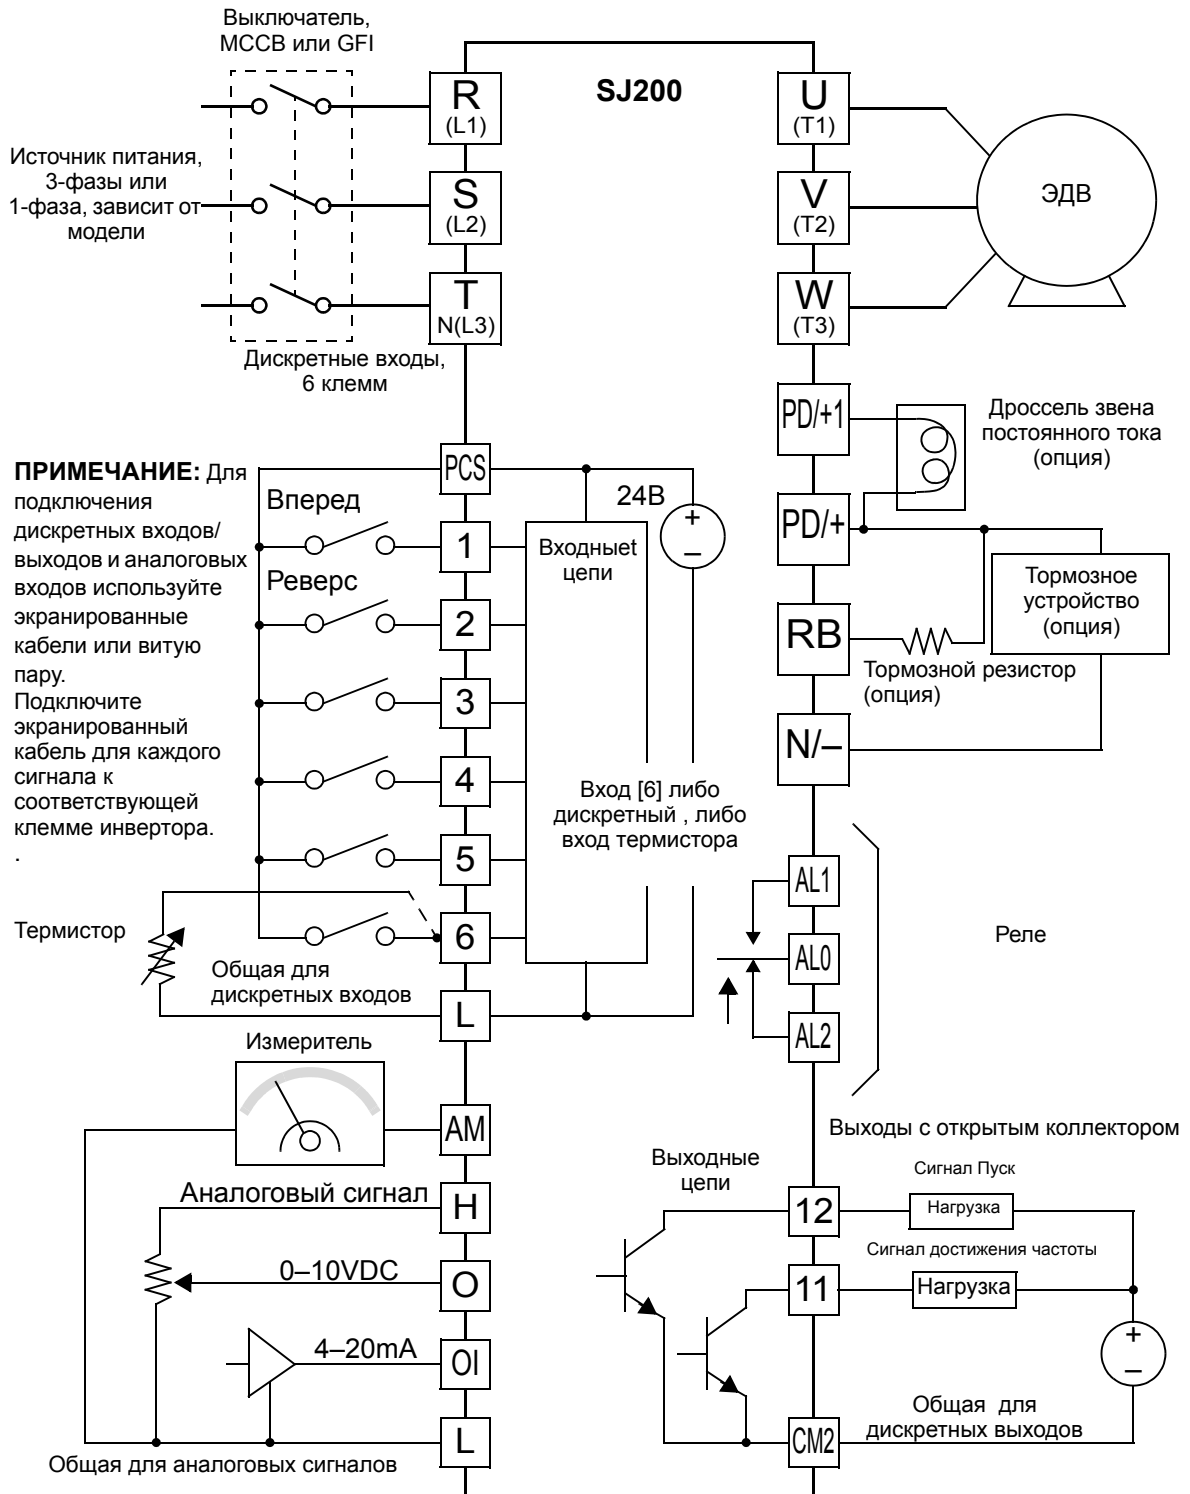 Выключатель,
MCCB или GFI
SJ200
R
(L1)
S
(L2)
T
N(L3)
U
(T1)
V
(T2)
W
(T3)
ЭДВ
Источник питания,
3-фазы или
1-фаза, зависит от
модели
Дискретные входы,
6 клемм
PD/+1
Дроссель звена
постоянного тока
(опция)
PD/+
Тормозное
устройство
(опция)
RB
Тормозной резистор
(опция)
N/–
ПРИМЕЧАНИЕ: Для
подключения
дискретных входов/
выходов и аналоговых
входов используйте
экранированные
кабели или витую
пару.
Подключите
экранированный
кабель для каждого
сигнала к
соответствующей
клемме инвертора.
.
PCS
Вперед
1
Реверс
2
3
4
5
6
L
24В
+
–
Входныеt
цепи
Вход [6] либо
дискретный , либо
вход термистора
Термистор
Общая для
дискретных входов
AL1
AL0
AL2
Реле
Измеритель
AM
Аналоговый сигнал
H
0–10VDC
O
4–20mA
OI
L
Общая для аналоговых сигналов
Выходы с открытым коллектором
Выходные
цепи
Сигнал Пуск
12
Нагрузка
Сигнал достижения частоты
11
Нагрузка
+
–
Общая для
дискретных выходов
CM2